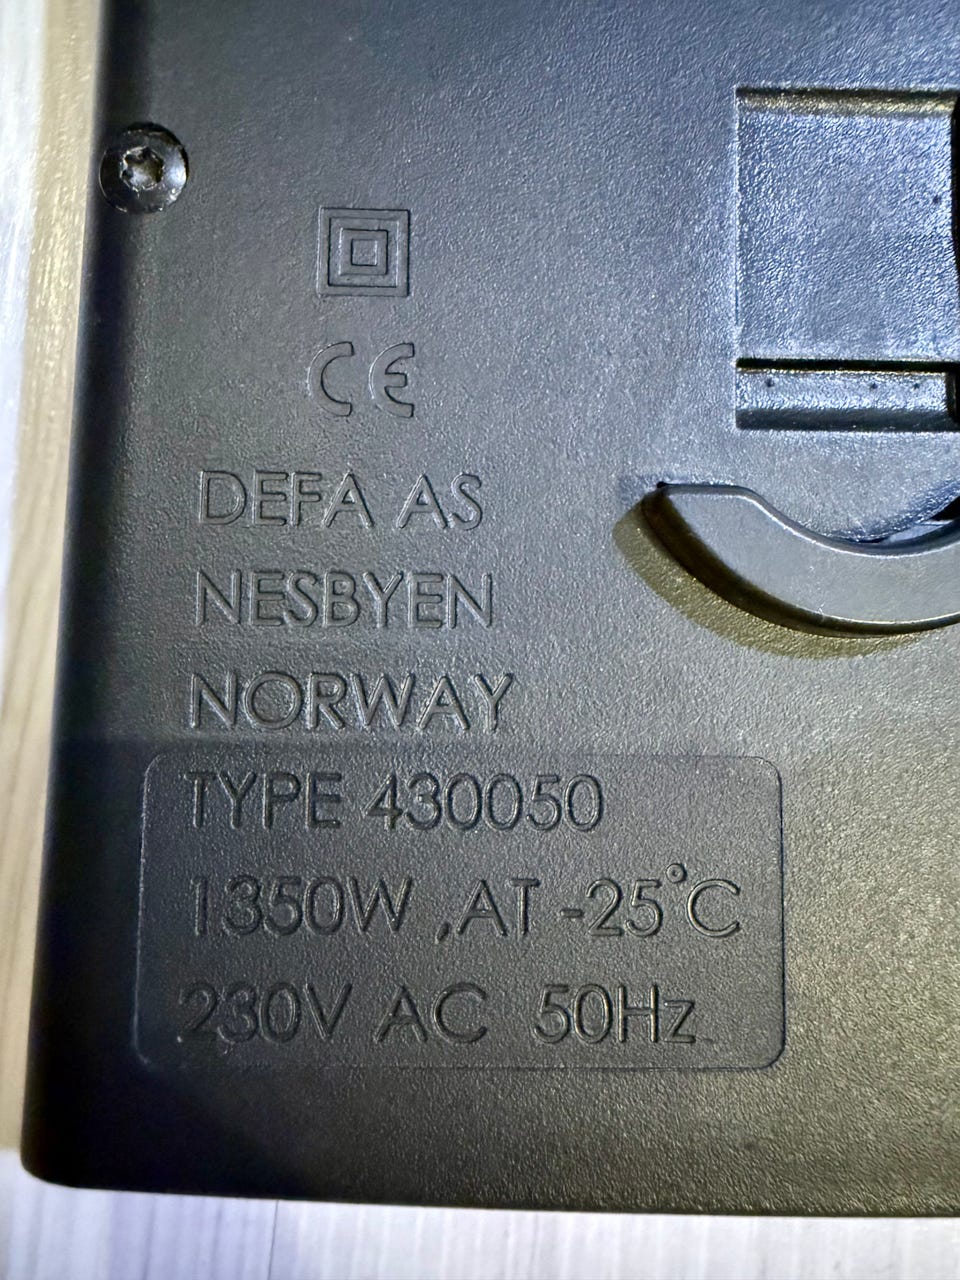 CE
DEFA AS
NESBYEN
NORWAY
TYPE 430050
1350W ,AT -25°C
230V AC 50Hz